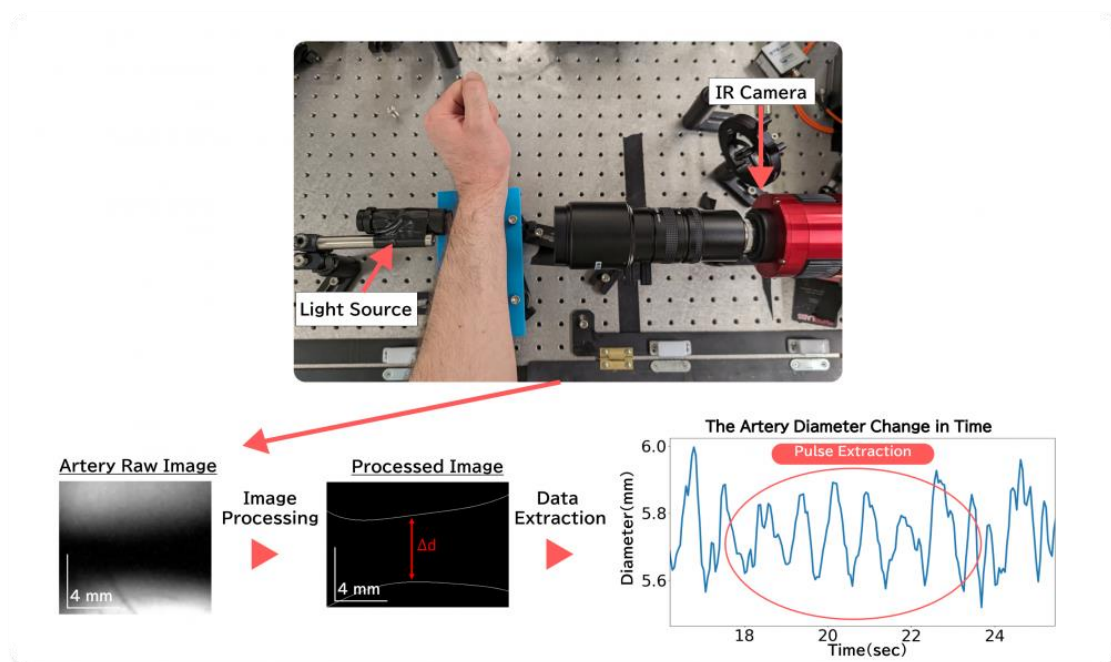 IR Camera
Light Source
Artery Raw Image
4 mm
Image
Processing
Processed Image
Δd
4 mm
Data
Extraction
The Artery Diameter Change in Time
Pulse Extraction
Diameter(mm)
6.0
5.8
5.6
18
20
22
24
Time(sec)